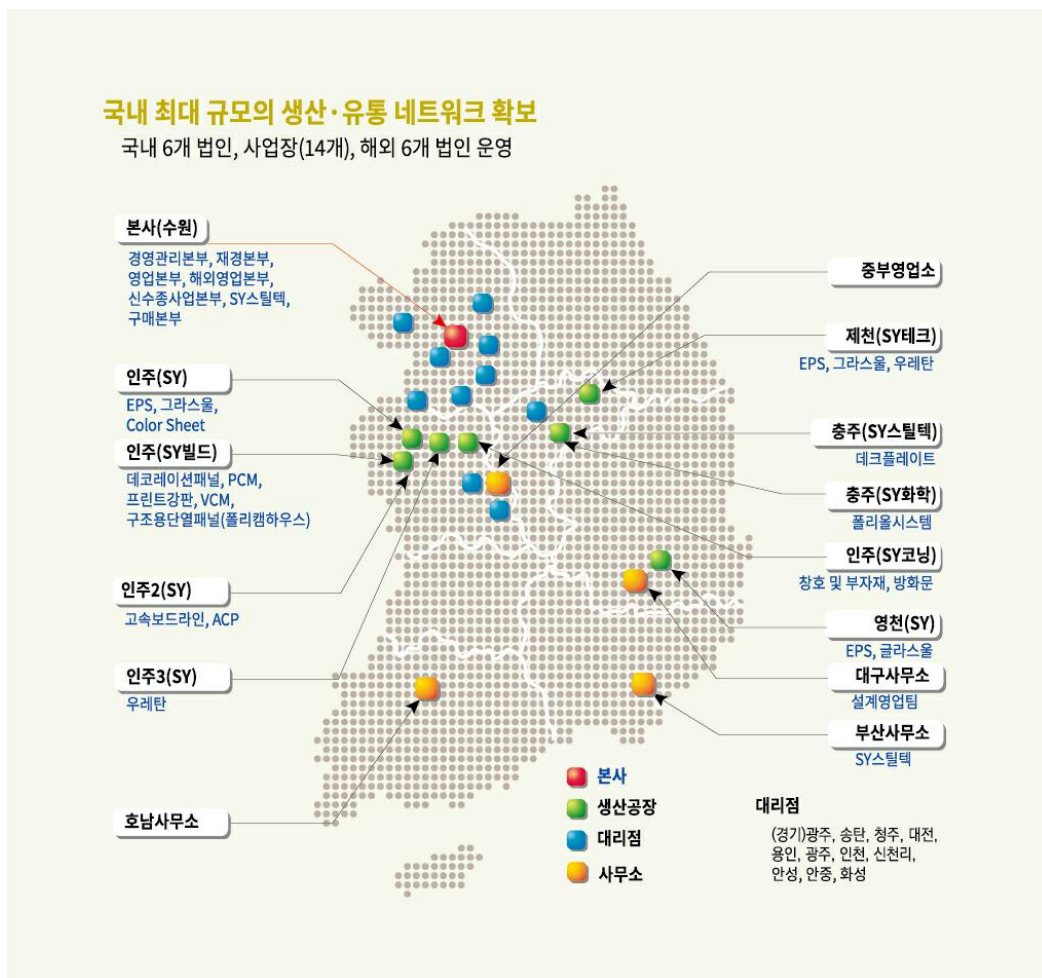 국내 최대 규모의 생산·유통 네트워크 확보
국내 6개 법인, 사업장(14개), 해외 6개 법인 운영
본사(수원)
경영관리본부, 재경본부,
영업본부, 해외영업본부,
신수종사업본부, SY스틸텍,
구매본부
인주(SY)
EPS, 그라스울,
Color Sheet
인주(SY빌드)
데코레이션패널, PCM,
프린트강판, VCM,
구조용단열패널(폴리캠하우스)
인주2(SY)
고속보드라인, ACP
인주3(SY)
우레탄
호남사무소
중부영업소
제천(SY테크)
EPS, 그라스울, 우레탄
충주(SY스틸텍)
데크플레이트
충주(SY화학)
폴리올시스템
인주(SY코닝)
창호 및 부자재, 방화문
영천(SY)
EPS, 글라스울
대구사무소
설계영업팀
부산사무소
SY스틸텍
본사
생산공장
대리점
사무소
대리점
(경기)광주, 송탄, 청주, 대전,
용인, 광주, 인천, 신천리,
안성, 안중, 화성